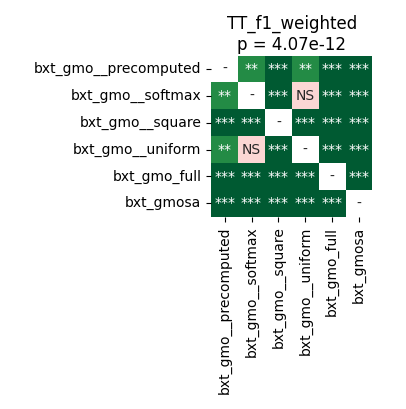 TT_f1_weighted
p = 4.07e-12
bxt_gmo__precomputed - ** *** ** *** ***
bxt_gmo__softmax ** - *** NS *** ***
bxt_gmo__square *** *** - *** *** ***
bxt_gmo__uniform ** NS *** - *** ***
bxt_gmo_full *** *** *** *** - ***
bxt_gmosa *** *** *** *** *** -
bxt_gmo__precomputed
bxt_gmo__softmax
bxt_gmo__square
bxt_gmo__uniform
bxt_gmo_full
bxt_gmosa